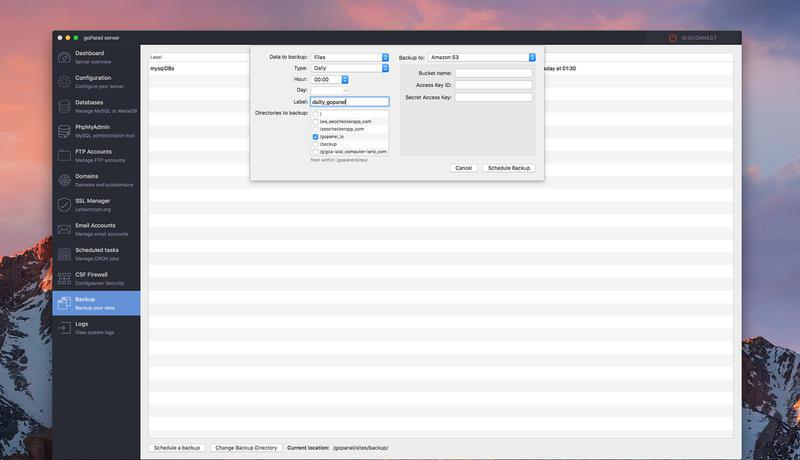 goPanel server
DISCONNECT
Dashboard
Server overview
Configuration
Configure your server
Databases
Manage MySQL or MariaDB
PhpMyAdmin
MySQL administration tool
FTP Accounts
Manage FTP Accounts
Domains
Domains and subdomains
SSL Manager
Letsencrypt.org
Email Accounts
Manage email accounts
Scheduled tasks
Manage CRON jobs
CSF Firewall
Configserver Security
Backup
Backup your data
Logs
View system logs
Label
mysqlDBs
day at 01:30
Data to backup: Files
Type: Daily
Hour: 00:00
Day:
Label: dailly_gopanel
Directories to backup: /
/ws_seocheckerapp_com
/seocheckerapp_com
/gopanel_io
/backup
from within: /gopanel/sites/
Backup to: Amazon S3
Bucket name:
Access Key ID:
Secret Access Key:
Cancel
Schedule Backup
Schedule a backup
Change Backup Directory
Current location: /gopanel/sites/backup/